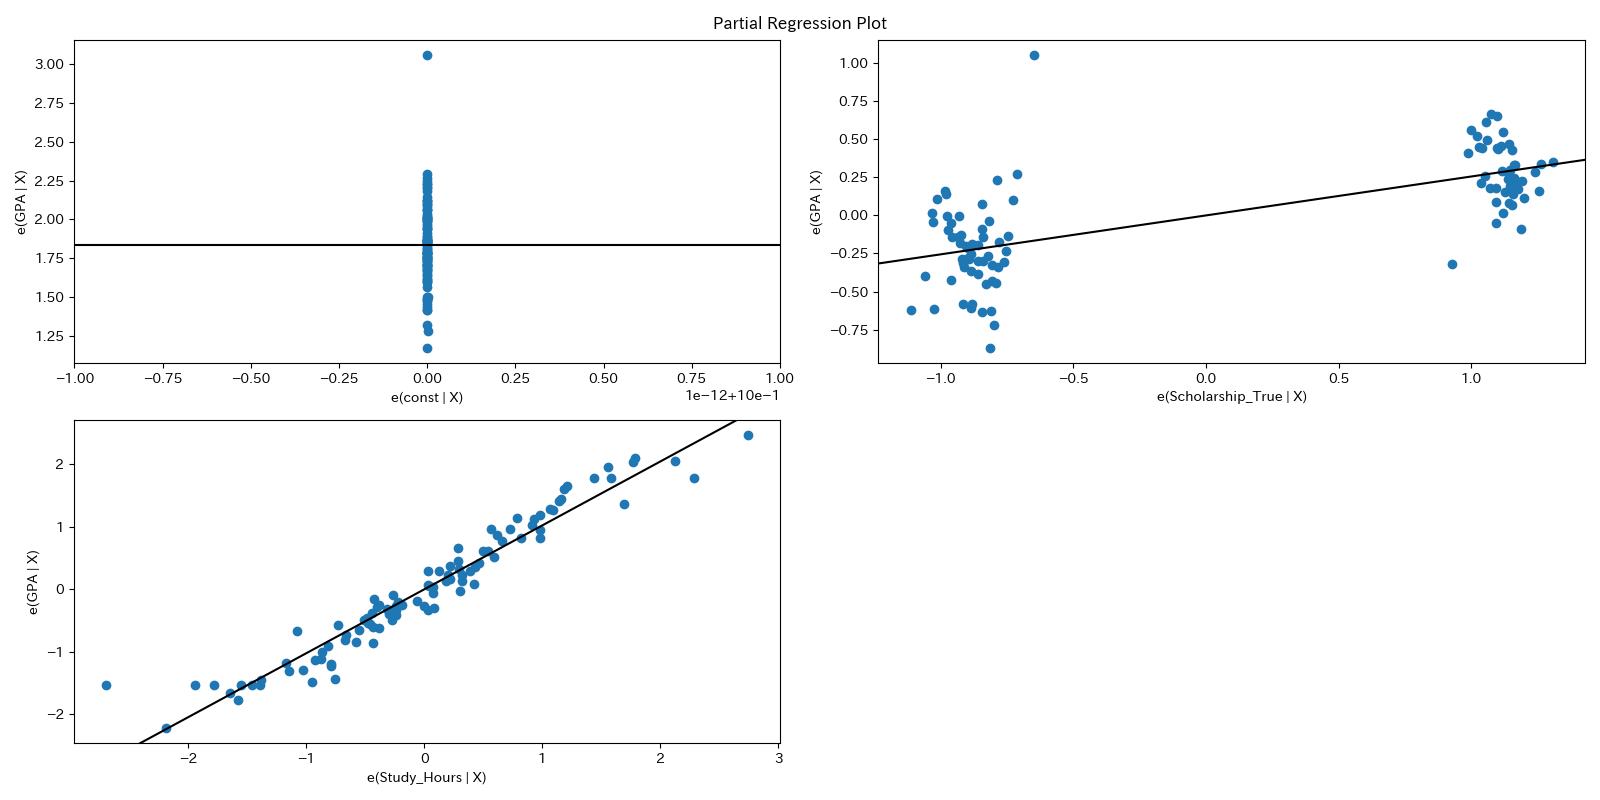 Partial Regression Plot
e(GPA | X)
3.00
2.75
2.50
2.25
2.00
1.75
1.50
1.25
−1.00 −0.75 −0.50 −0.25 0.00 0.25 0.50 0.75 1.00
e(const | X)
1e−12+10e−1
e(GPA | X)
1.00
0.75
0.50
0.25
0.00
−0.25
−0.50
−0.75
−1.0 −0.5 0.0 0.5 1.0
e(Scholarship_True | X)
e(GPA | X)
2
1
0
−1
−2
−2 −1 0 1 2 3
e(Study_Hours | X)